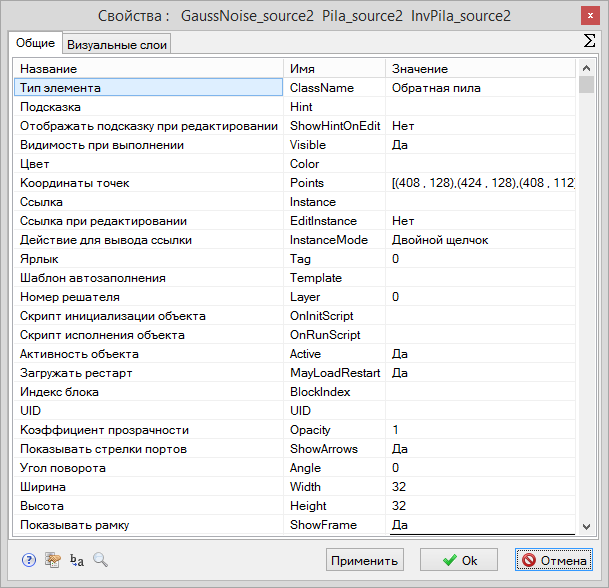 Свойства : GaussNoise_source2 Pila_source2 InvPila_source2
Общие Визуальные слои Σ
Название Имя Значение
Тип элемента ClassName Обратная пила
Подсказка Hint
Отображать подсказку при редактировании ShowHintOnEdit Нет
Видимость при выполнении Visible Да
Цвет Color
Координаты точек Points [(408 , 128),(424 , 128),(408 , 112)
Ссылка Instance
Ссылка при редактировании EditInstance Нет
Действие для вывода ссылки InstanceMode Двойной щелчок
Ярлык Tag 0
Шаблон автозаполнения Template
Номер решателя Layer 0
Скрипт инициализации объекта OnInitScript
Скрипт исполнения объекта OnRunScript
Активность объекта Active Да
Загружать рестарт MayLoadRestart Да
Индекс блока BlockIndex
UID UID
Коэффициент прозрачности Opacity 1
Показывать стрелки портов ShowArrows Да
Угол поворота Angle 0
Ширина Width 32
Высота Height 32
Показывать рамку ShowFrame Да
? ba Применить Ok Отмена